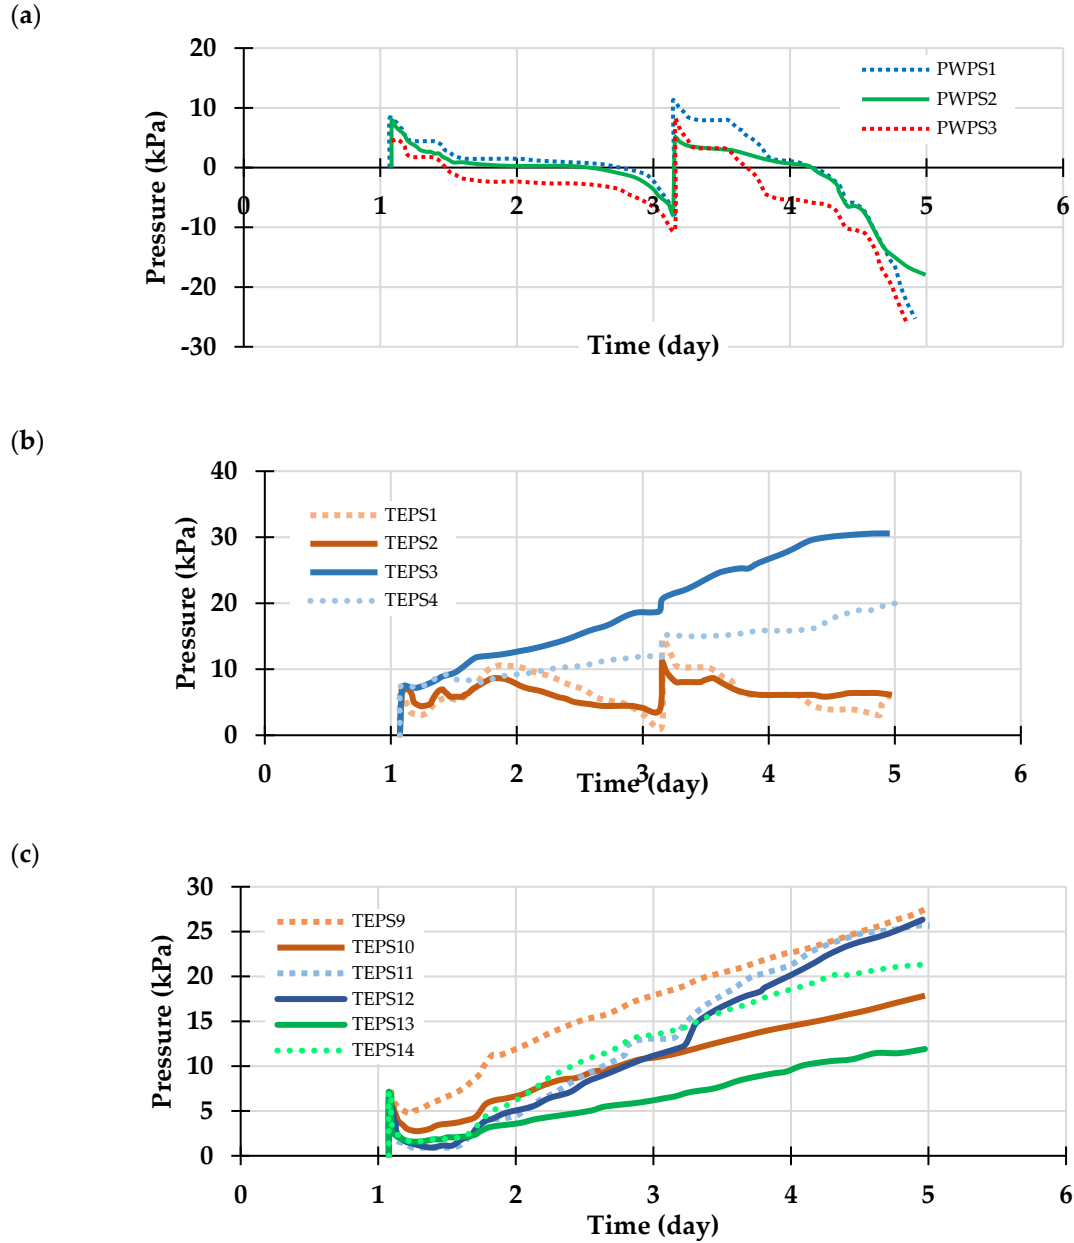 (a)
20
10
0
-10
-20
-30
Pressure (kPa)
0 1 2 3 4 5 6
Time (day)
PWPS1
PWPS2
PWPS3
(b)
40
30
20
10
0
Pressure (kPa)
TEPS1
TEPS2
TEPS3
TEPS4
0 1 2 3 4 5 6
Time (day)
(c)
30
25
20
15
10
5
0
Pressure (kPa)
TEPS9
TEPS10
TEPS11
TEPS12
TEPS13
TEPS14
0 1 2 3 4 5 6
Time (day)